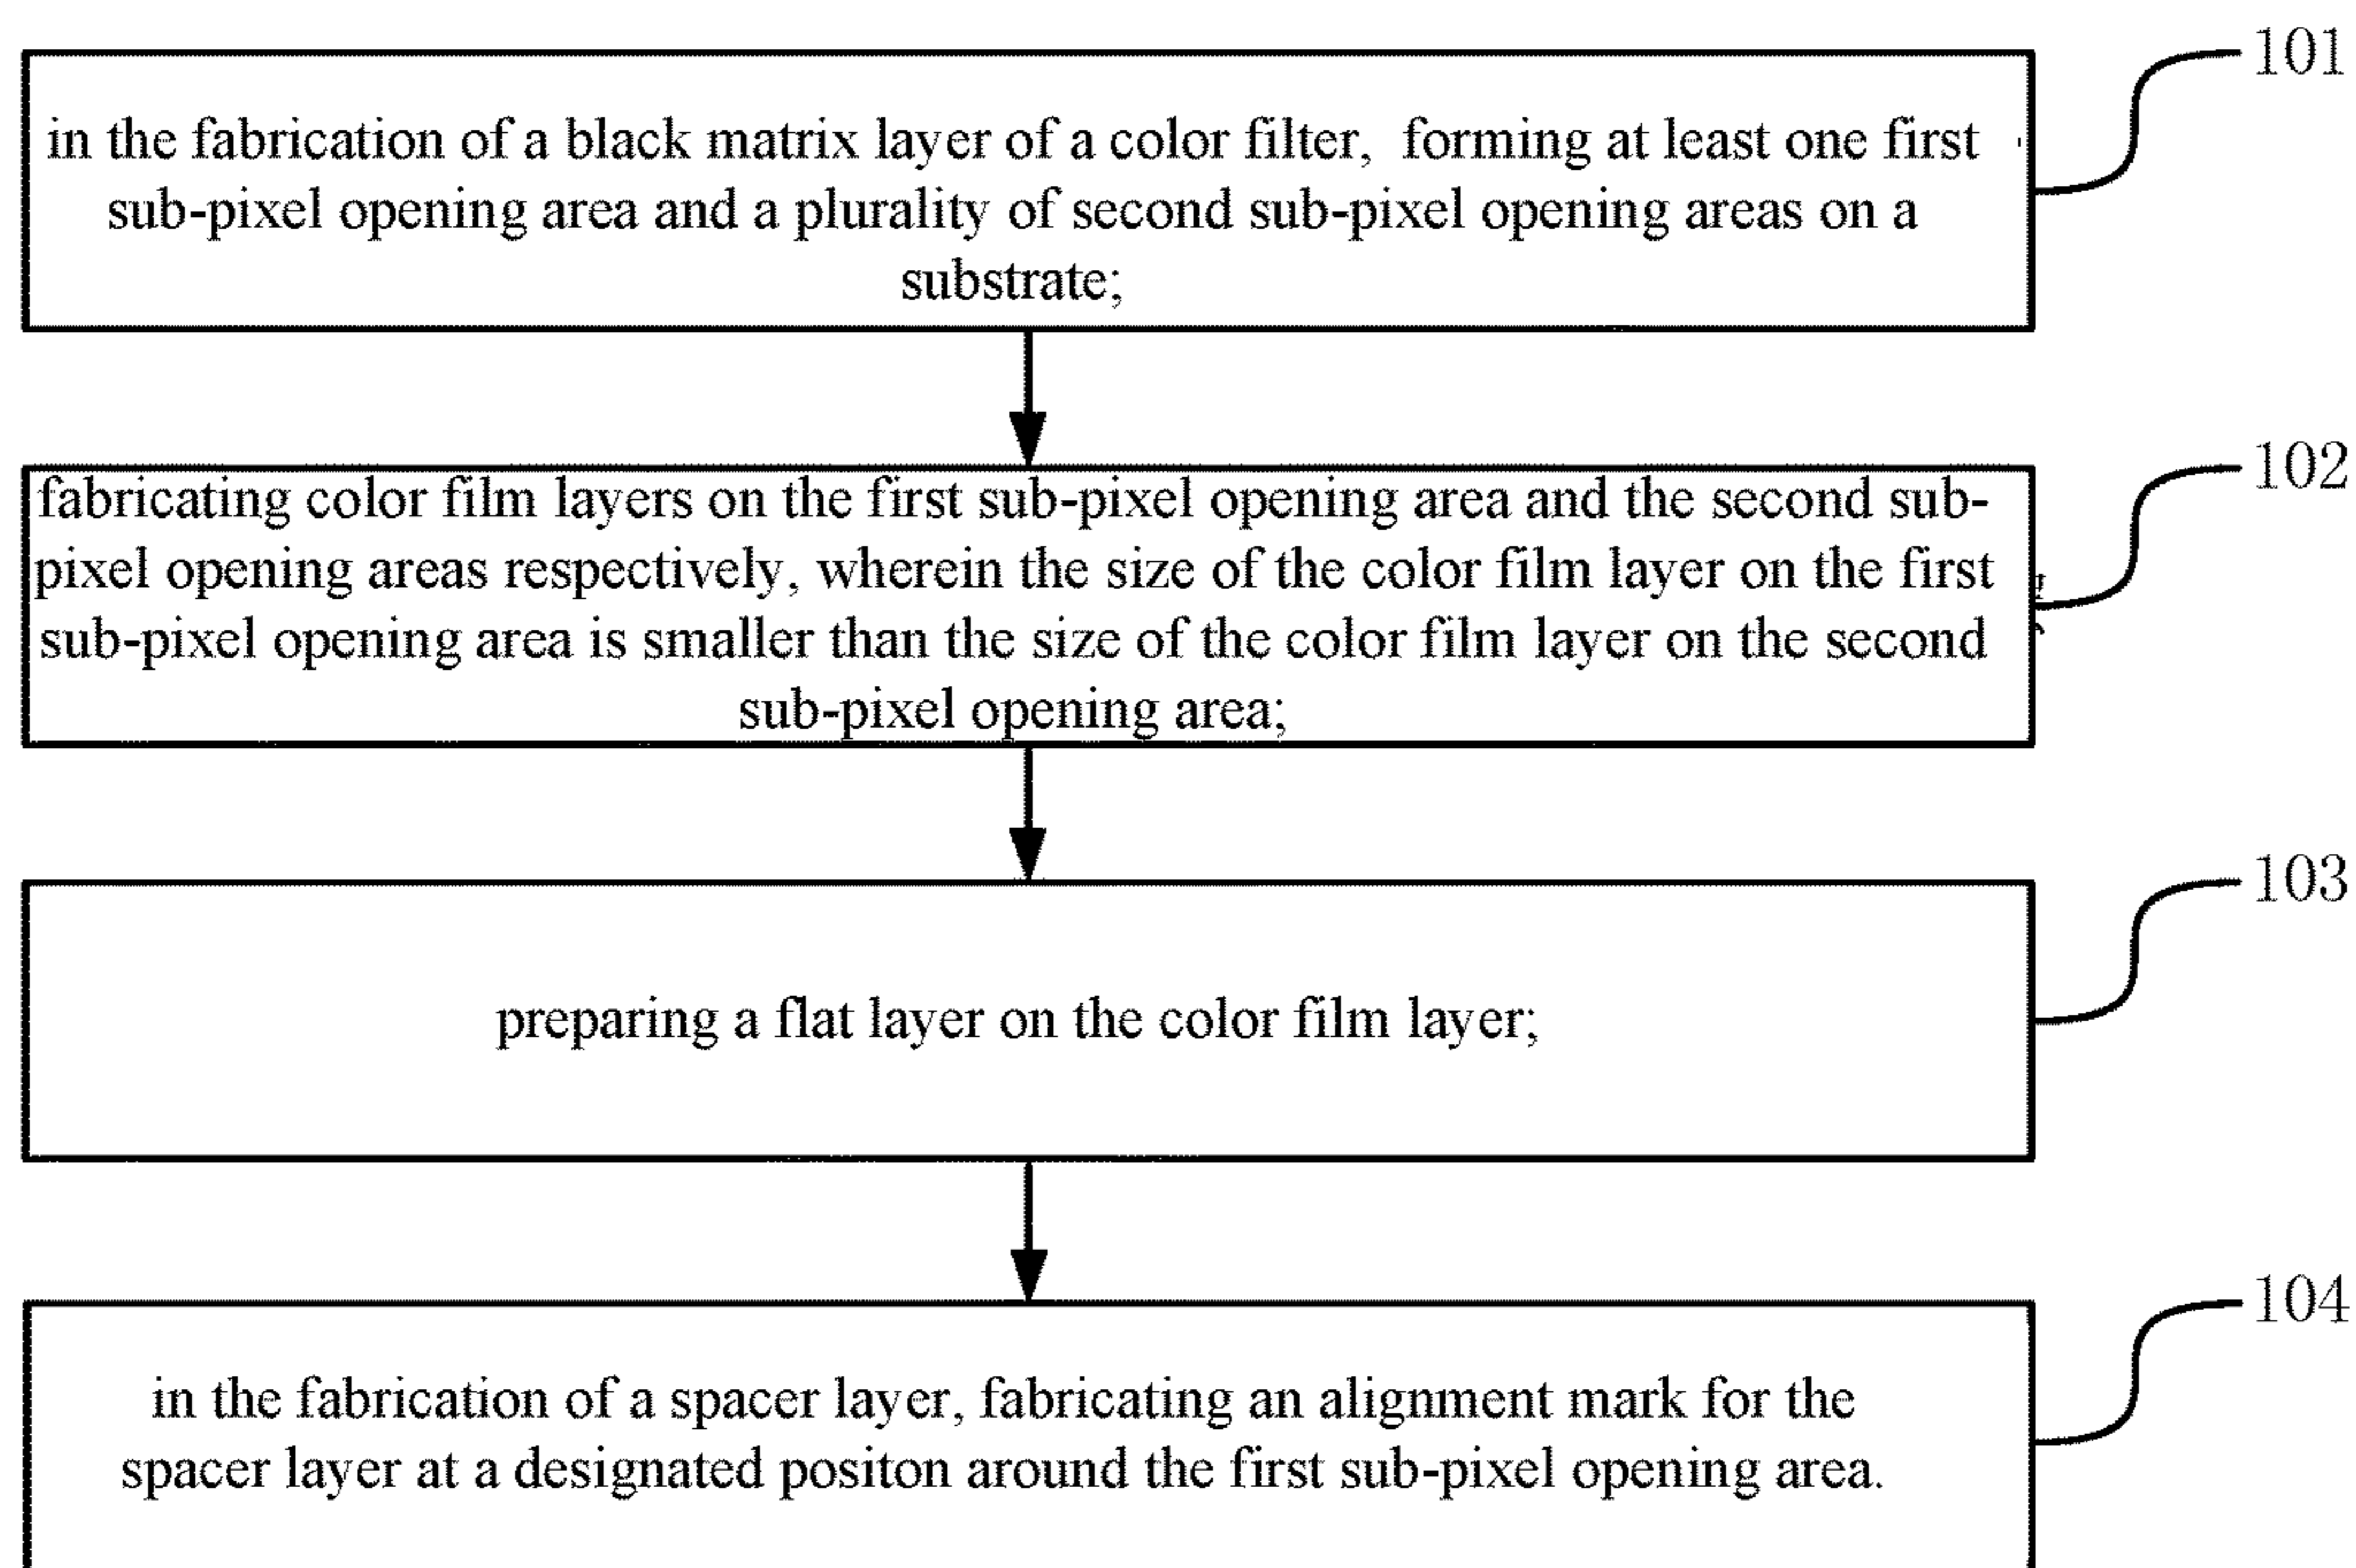 101
in the fabrication of a black matrix layer of a color filter, forming at least one first
sub-pixel opening area and a plurality of second sub-pixel opening areas on a
substrate;
102
fabricating color film layers on the first sub-pixel opening area and the second sub-
pixel opening areas respectively, wherein the size of the color film layer on the first
sub-pixel opening area is smaller than the size of the color film layer on the second
sub-pixel opening area;
103
preparing a flat layer on the color film layer;
104
in the fabrication of a spacer layer, fabricating an alignment mark for the
spacer layer at a designated positon around the first sub-pixel opening area.